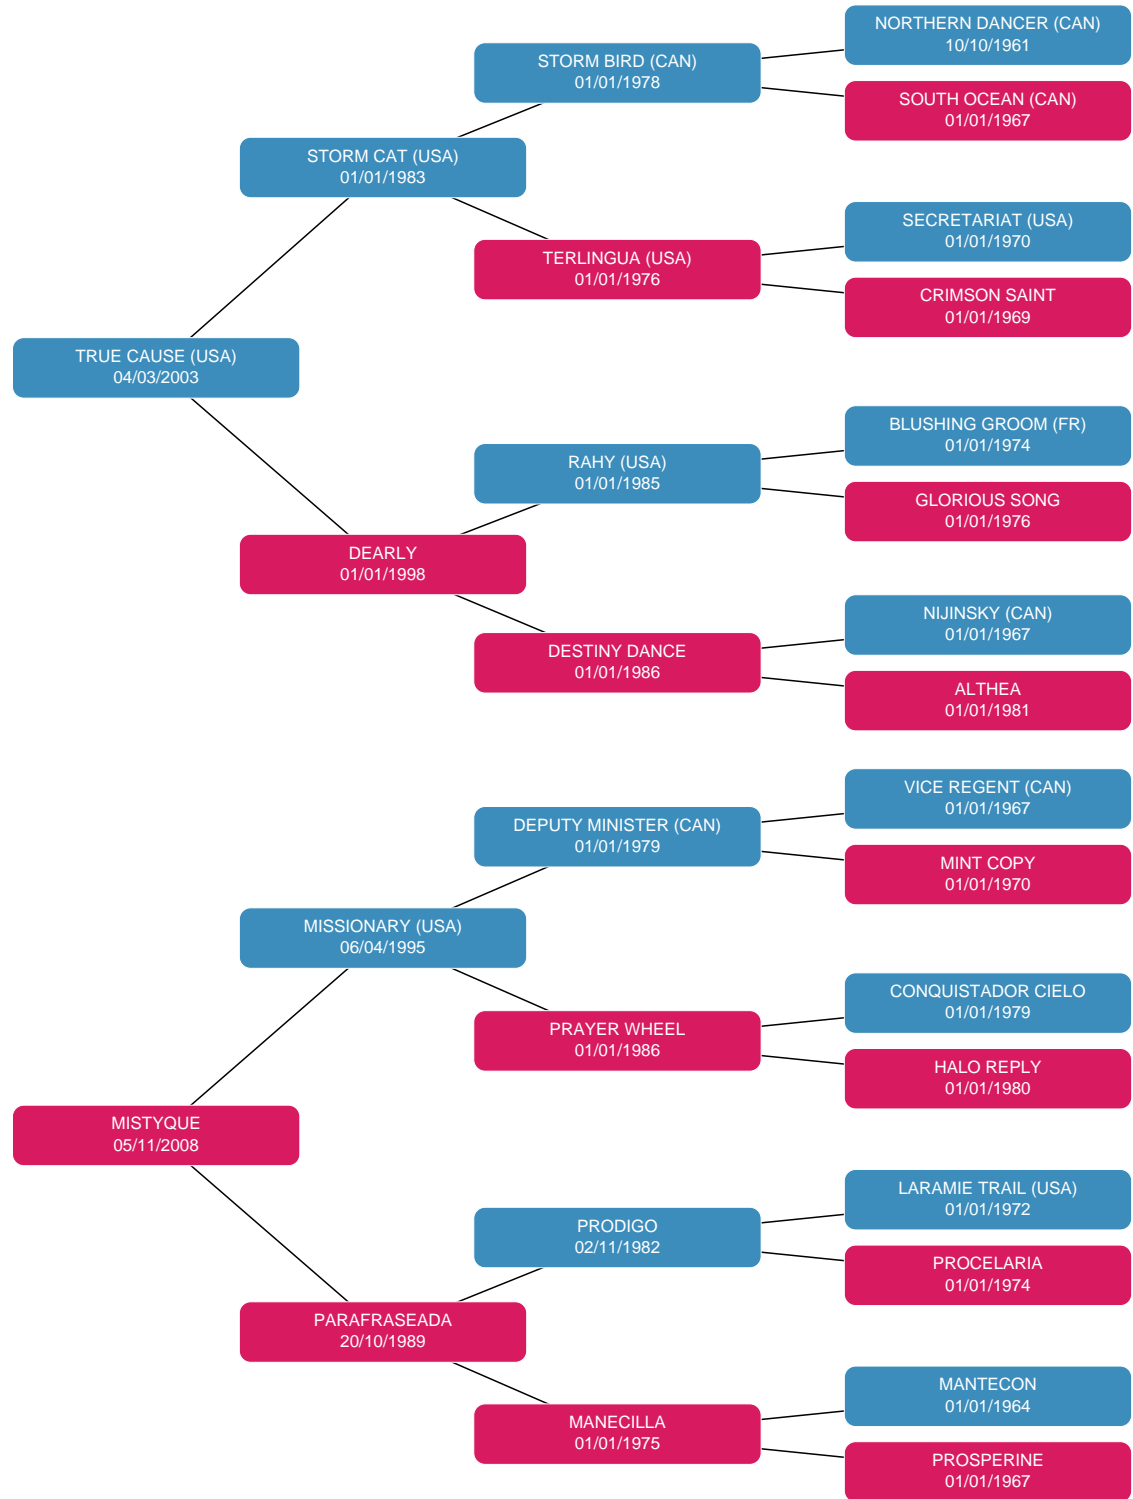 NORTHERN DANCER (CAN)
10/10/1961
STORM BIRD (CAN)
01/01/1978
SOUTH OCEAN (CAN)
01/01/1967
STORM CAT (USA)
01/01/1983
SECRETARIAT (USA)
01/01/1970
TERLINGUA (USA)
01/01/1976
CRIMSON SAINT
01/01/1969
TRUE CAUSE (USA)
04/03/2003
BLUSHING GROOM (FR)
01/01/1974
RAHY (USA)
01/01/1985
GLORIOUS SONG
01/01/1976
DEARLY
01/01/1998
NIJINSKY (CAN)
01/01/1967
DESTINY DANCE
01/01/1986
ALTHEA
01/01/1981
VICE REGENT (CAN)
01/01/1967
DEPUTY MINISTER (CAN)
01/01/1979
MINT COPY
01/01/1970
MISSIONARY (USA)
06/04/1995
CONQUISTADOR CIELO
01/01/1979
PRAYER WHEEL
01/01/1986
HALO REPLY
01/01/1980
MISTYQUE
05/11/2008
LARAMIE TRAIL (USA)
01/01/1972
PRODIGO
02/11/1982
PROCELARIA
01/01/1974
PARAFRASEADA
20/10/1989
MANTECON
01/01/1964
MANECILLA
01/01/1975
PROSPERINE
01/01/1967